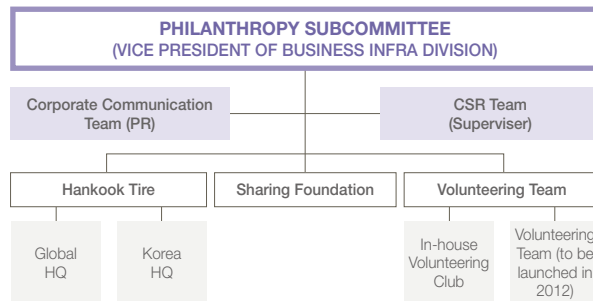 PHILANTHROPY SUBCOMMITTEE
(VICE PRESIDENT OF BUSINESS INFRA DIVISION)
Corporate Communication
Team (PR)
CSR Team
(Superviser)
Hankook Tire
Sharing Foundation
Volunteering Team
Global
HQ
Korea
HQ
In-house
Volunteering
Club
Volunteering
Team (to be
launched in
2012)